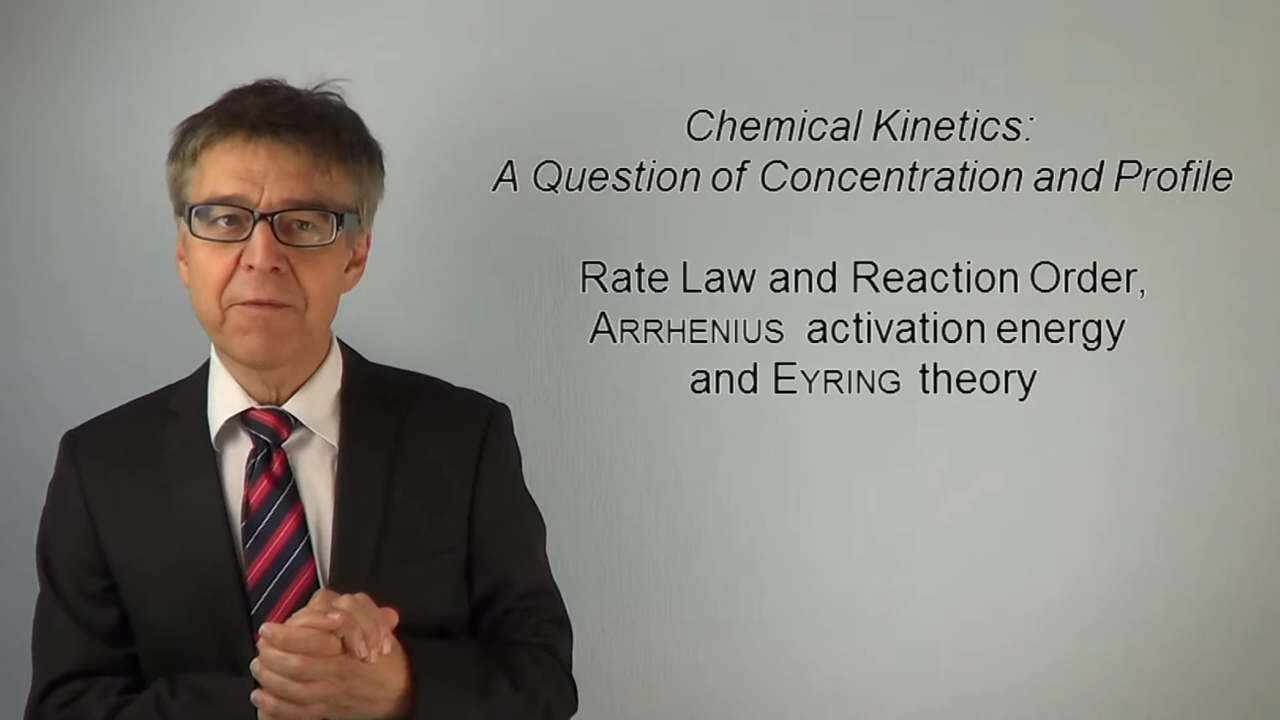 Chemical Kinetics:
A Question of Concentration and Profile
Rate Law and Reaction Order,
ARRHENIUS activation energy
and EYRING theory